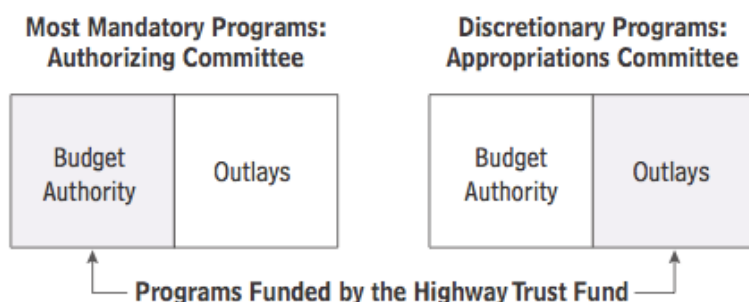 Most Mandatory Programs:
Authorizing Committee
Discretionary Programs:
Appropriations Committee
Budget
Authority
Outlays
Budget
Authority
Outlays
Programs Funded by the Highway Trust Fund